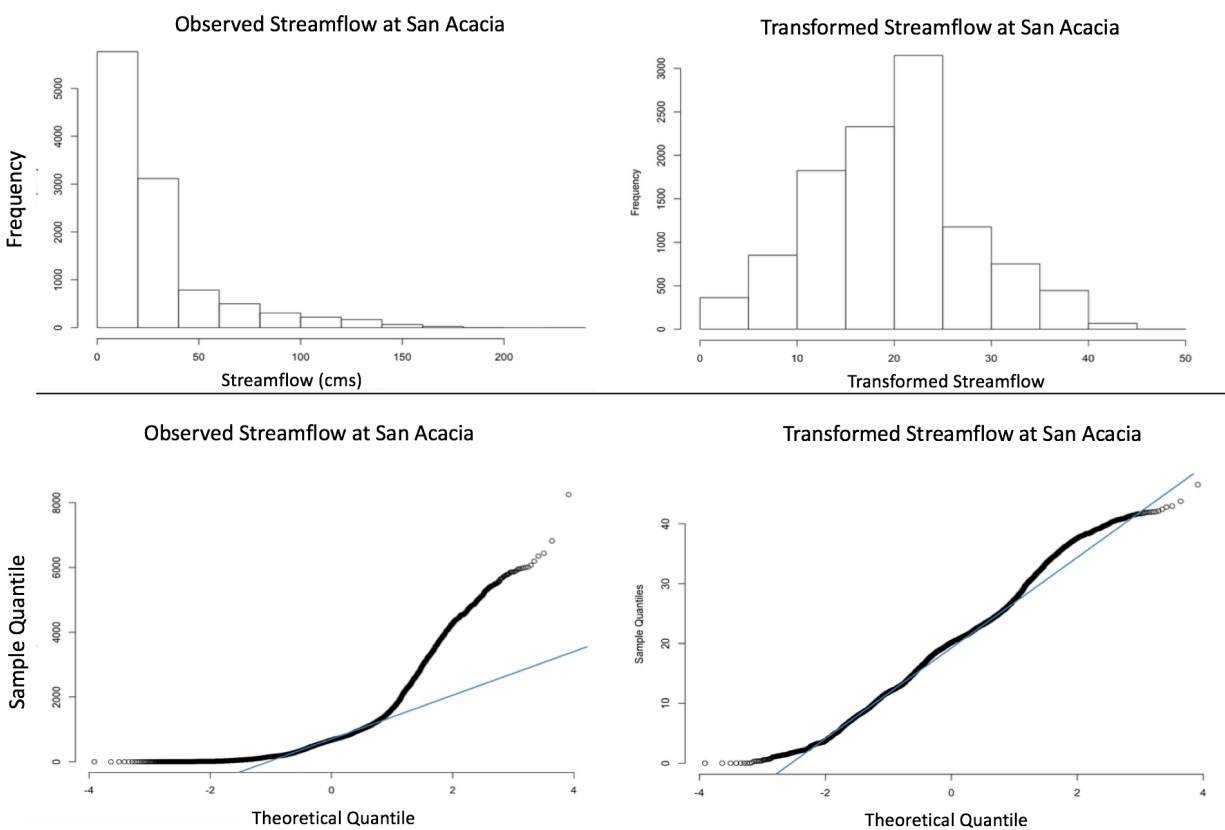 Observed Streamflow at San Acacia
Frequency
5000
4000
3000
2000
1000
0
0 50 100 150 200
Streamflow (cms)
Transformed Streamflow at San Acacia
Frequency
3000
2500
2000
1500
1000
500
0
0 10 20 30 40 50
Transformed Streamflow
Observed Streamflow at San Acacia
Sample Quantile
8000
6000
4000
2000
0
-4 -2 0 2 4
Theoretical Quantile
Transformed Streamflow at San Acacia
Sample Quantiles
40
30
20
10
0
-4 -2 0 2 4
Theoretical Quantile